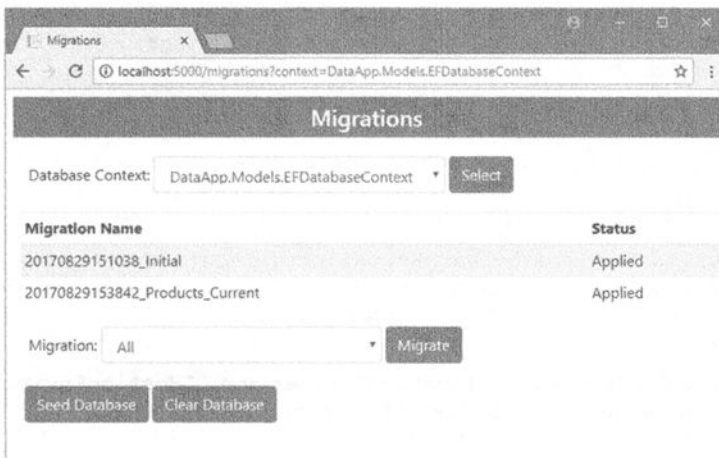 Migrations
localhost:5000/migrations?context=DataApp.Models.EFDatabaseContext
Migrations
Database Context: DataApp.Models.EFDatabaseContext Select
Migration Name Status
20170829151038_Initial Applied
20170829153842_Products_Current Applied
Migration: All Migrate
Seed Database Clear Database